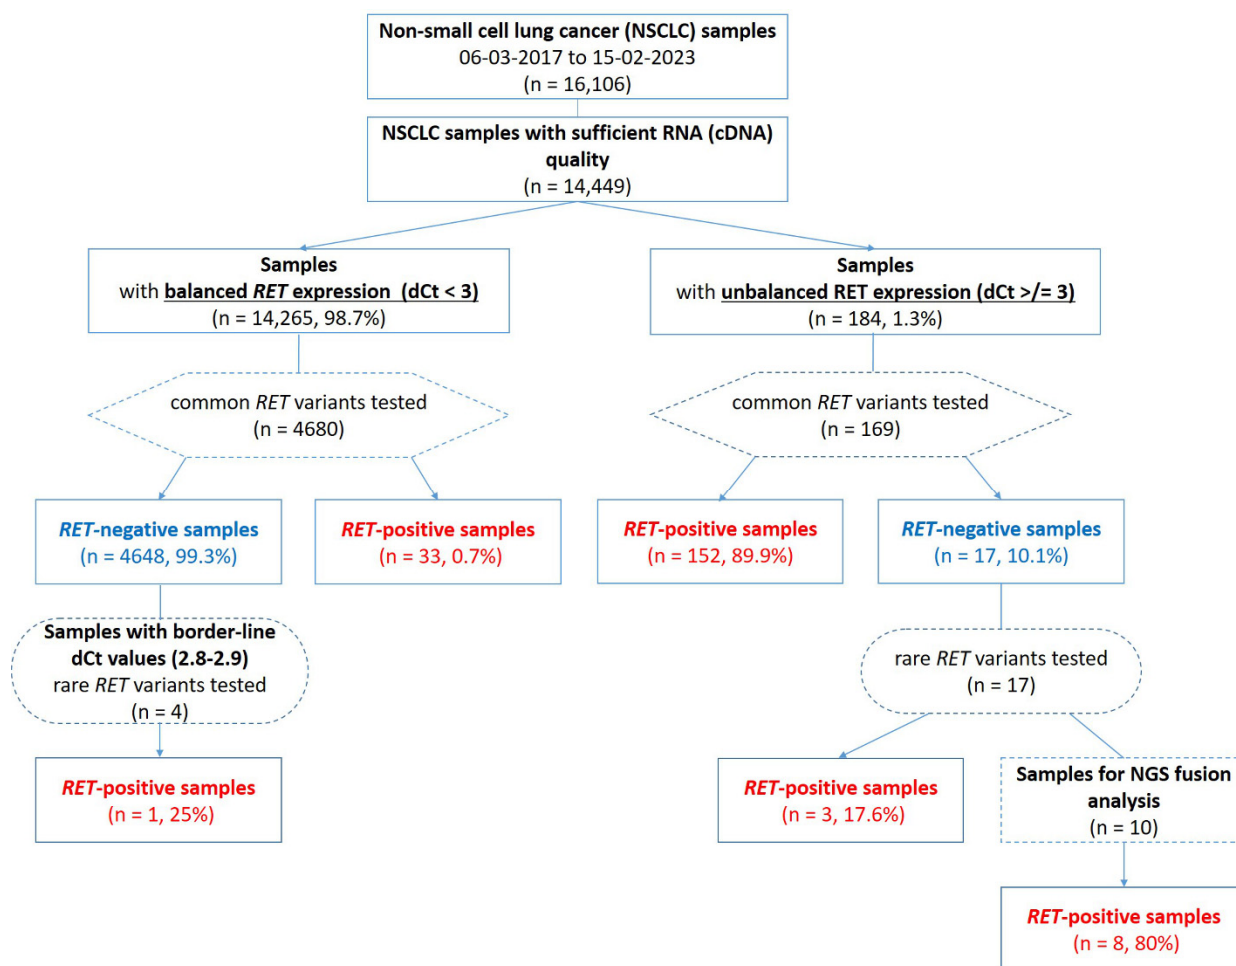 Non-small cell lung cancer (NSCLC) samples
06-03-2017 to 15-02-2023
(n = 16,106)
NSCLC samples with sufficient RNA (cDNA)
quality
(n = 14,449)
Samples
with balanced RET expression (dCt < 3)
(n = 14,265, 98.7%)
Samples
with unbalanced RET expression (dCt >/= 3)
(n = 184, 1.3%)
common RET variants tested
(n = 4680)
common RET variants tested
(n = 169)
RET-negative samples
(n = 4648, 99.3%)
RET-positive samples
(n = 33, 0.7%)
RET-positive samples
(n = 152, 89.9%)
RET-negative samples
(n = 17, 10.1%)
Samples with border-line
dCt values (2.8-2.9)
rare RET variants tested
(n = 4)
rare RET variants tested
(n = 17)
RET-positive samples
(n = 1, 25%)
RET-positive samples
(n = 3, 17.6%)
Samples for NGS fusion
analysis
(n = 10)
RET-positive samples
(n = 8, 80%)